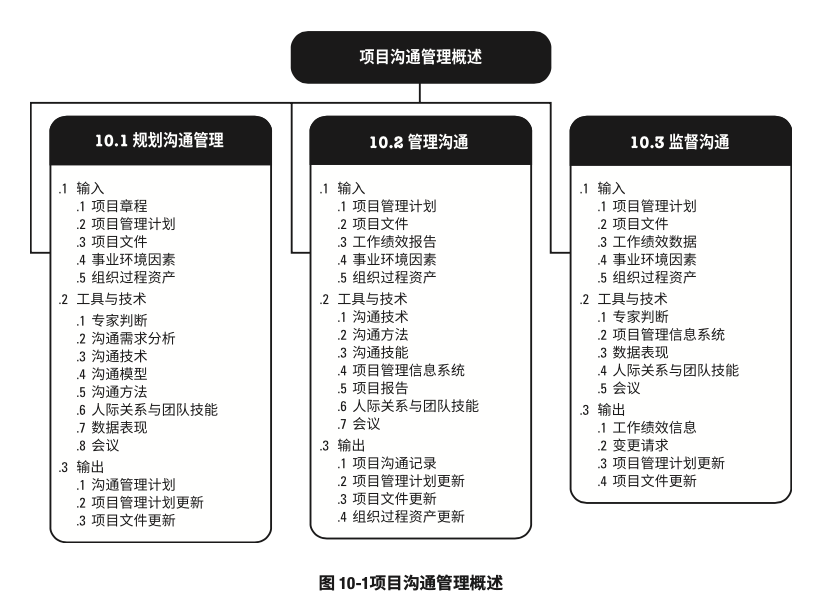 项目沟通管理概述
10.1 规划沟通管理
.1 输入
.1 项目章程
.2 项目管理计划
.3 项目文件
.4 事业环境因素
.5 组织过程资产
.2 工具与技术
.1 专家判断
.2 沟通需求分析
.3 沟通技术
.4 沟通模型
.5 沟通方法
.6 人际关系与团队技能
.7 数据表现
.8 会议
.3 输出
.1 沟通管理计划
.2 项目管理计划更新
.3 项目文件更新
10.2 管理沟通
.1 输入
.1 项目管理计划
.2 项目文件
.3 工作绩效报告
.4 事业环境因素
.5 组织过程资产
.2 工具与技术
.1 沟通技术
.2 沟通方法
.3 沟通技能
.4 项目管理信息系统
.5 项目报告
.6 人际关系与团队技能
.7 会议
.3 输出
.1 项目沟通记录
.2 项目管理计划更新
.3 项目文件更新
.4 组织过程资产更新
10.3 监督沟通
.1 输入
.1 项目管理计划
.2 项目文件
.3 工作绩效数据
.4 事业环境因素
.5 组织过程资产
.2 工具与技术
.1 专家判断
.2 项目管理信息系统
.3 数据表现
.4 人际关系与团队技能
.5 会议
.3 输出
.1 工作绩效信息
.2 变更请求
.3 项目管理计划更新
.4 项目文件更新
图 10-1项目沟通管理概述